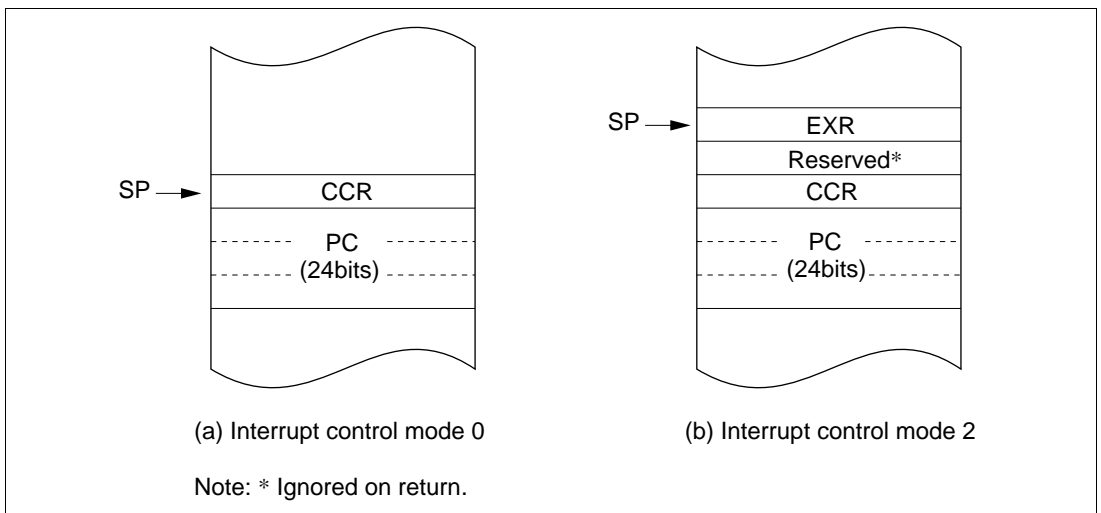 SP
CCR
PC
(24bits)
(a) Interrupt control mode 0
SP
EXR
Reserved*
CCR
PC
(24bits)
(b) Interrupt control mode 2
Note: * Ignored on return.